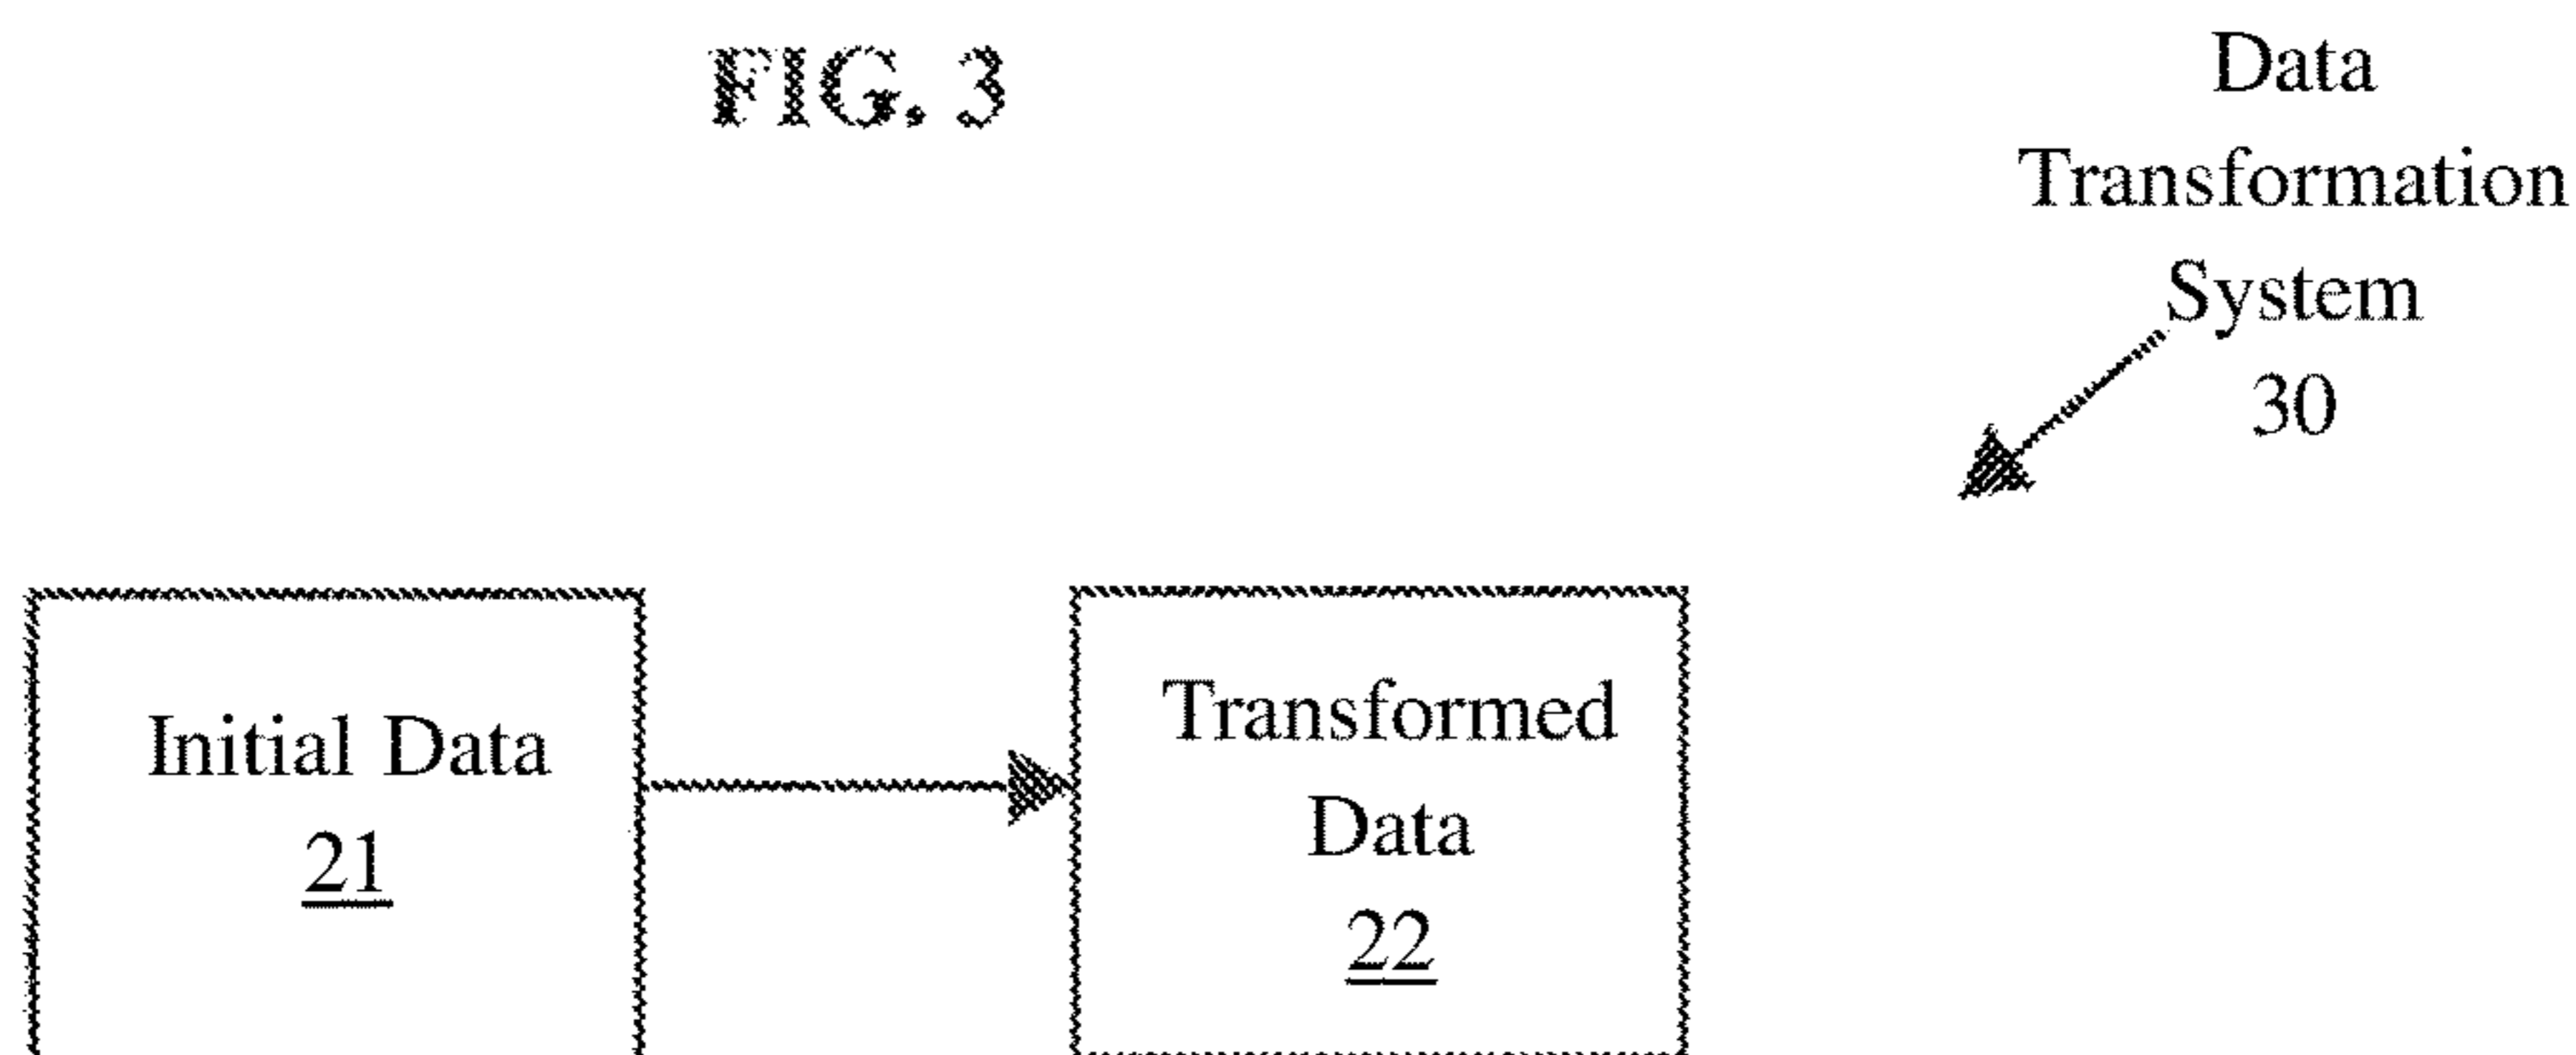 FIG. 3
Data
Transformation
System
30
Initial Data
21
Transformed
Data
22